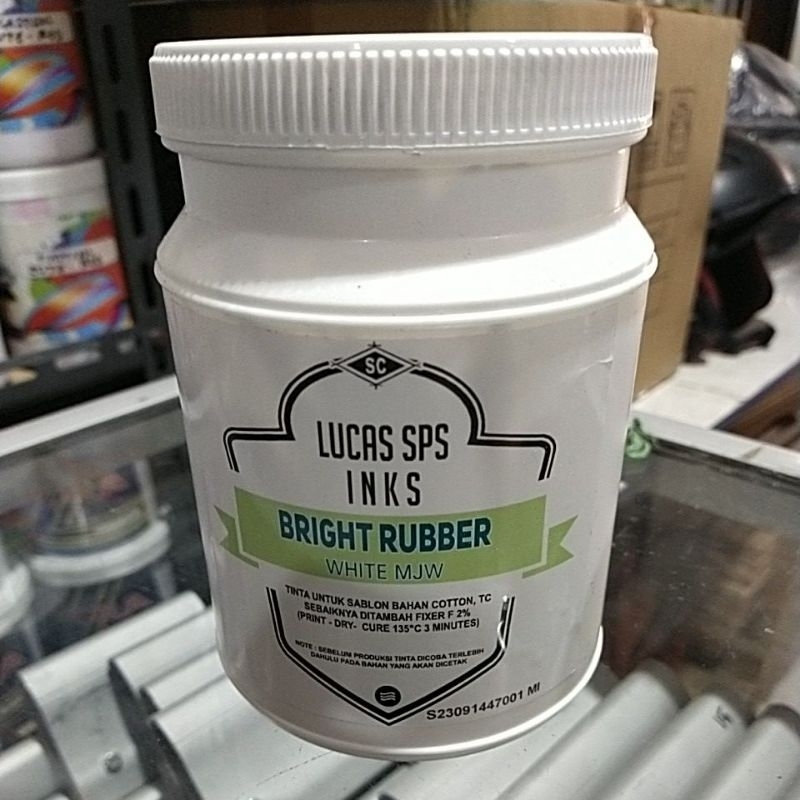 SC
LUCAS SPS
INKS
BRIGHT RUBBER
WHITE MJW
TINTA UNTUK SABLON BAHAN COTTON, TC
SEBAIKNYA DITAMBAH FIXER F 2%
(PRINT - DRY- CURE 135°C 3 MINUTES)
NOTE : SEBELUM PRODUKSI TINTA DICOBA TERLEBIH
DAHULU PADA BAHAN YANG AKAN DICETAK
S23091447001 MI